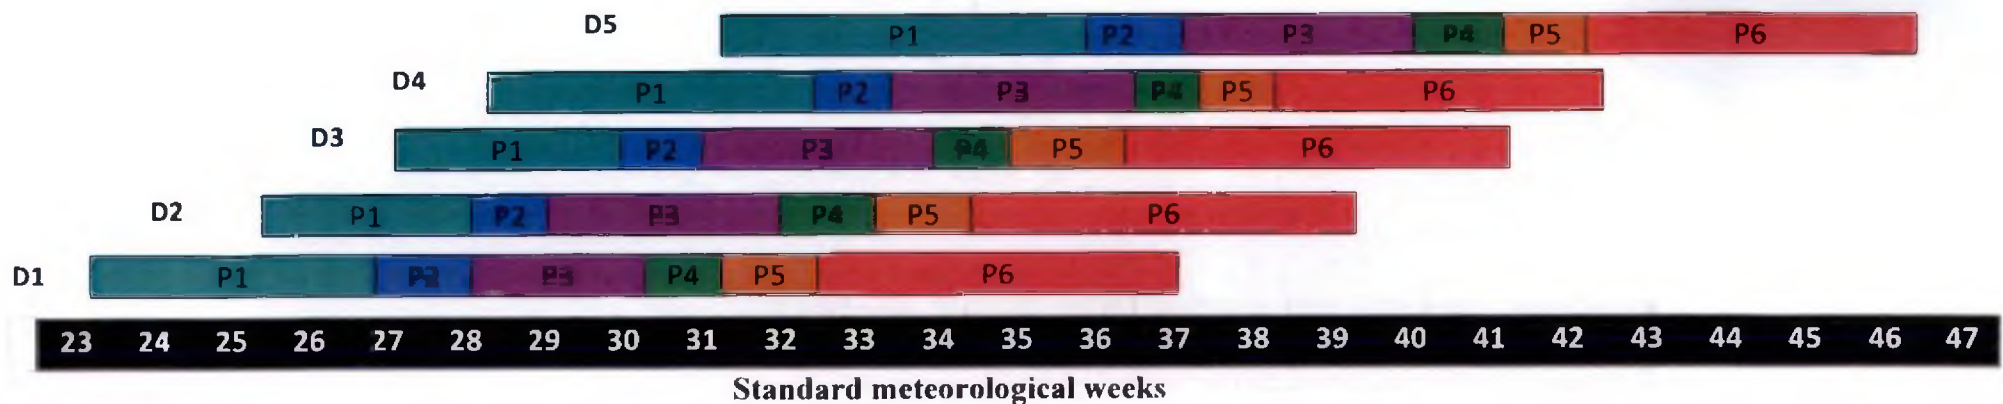 D5 P1 P2 P3 P4 P5 P6
D4 P1 P2 P3 P4 P5 P6
D3 P1 P2 P3 P4 P5 P6
D2 P1 P2 P3 P4 P5 P6
D1 P1 P2 P3 P4 P5 P6
23 24 25 26 27 28 29 30 31 32 33 34 35 36 37 38 39 40 41 42 43 44 45 46 47
Standard meteorological weeks